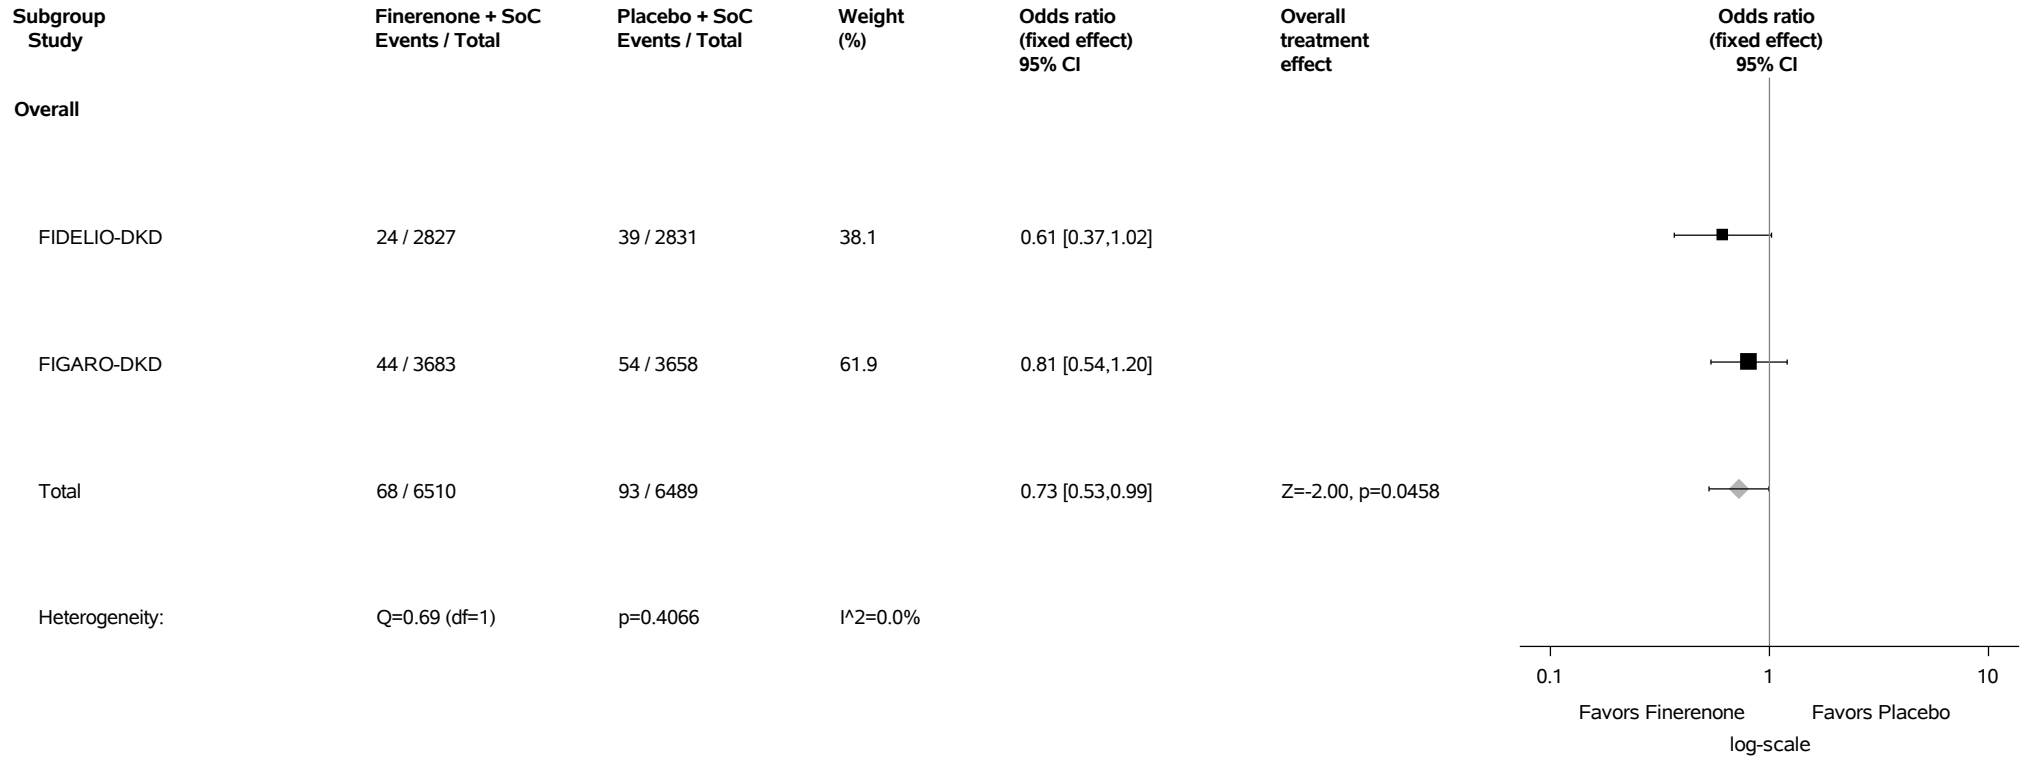 Subgroup Finerenone + SoC Placebo + SoC Weight Odds ratio Overall Odds ratio
Study Events / Total Events / Total (%) (fixed effect) treatment (fixed effect)
95% CI effect 95% CI
Overall
FIDELIO-DKD 24 / 2827 39 / 2831 38.1 0.61 [0.37,1.02]
FIGARO-DKD 44 / 3683 54 / 3658 61.9 0.81 [0.54,1.20]
Total 68 / 6510 93 / 6489 0.73 [0.53,0.99] Z=-2.00, p=0.0458
Heterogeneity: Q=0.69 (df=1) p=0.4066 I^2=0.0%
0.1 1 10
Favors Finerenone Favors Placebo
log-scale